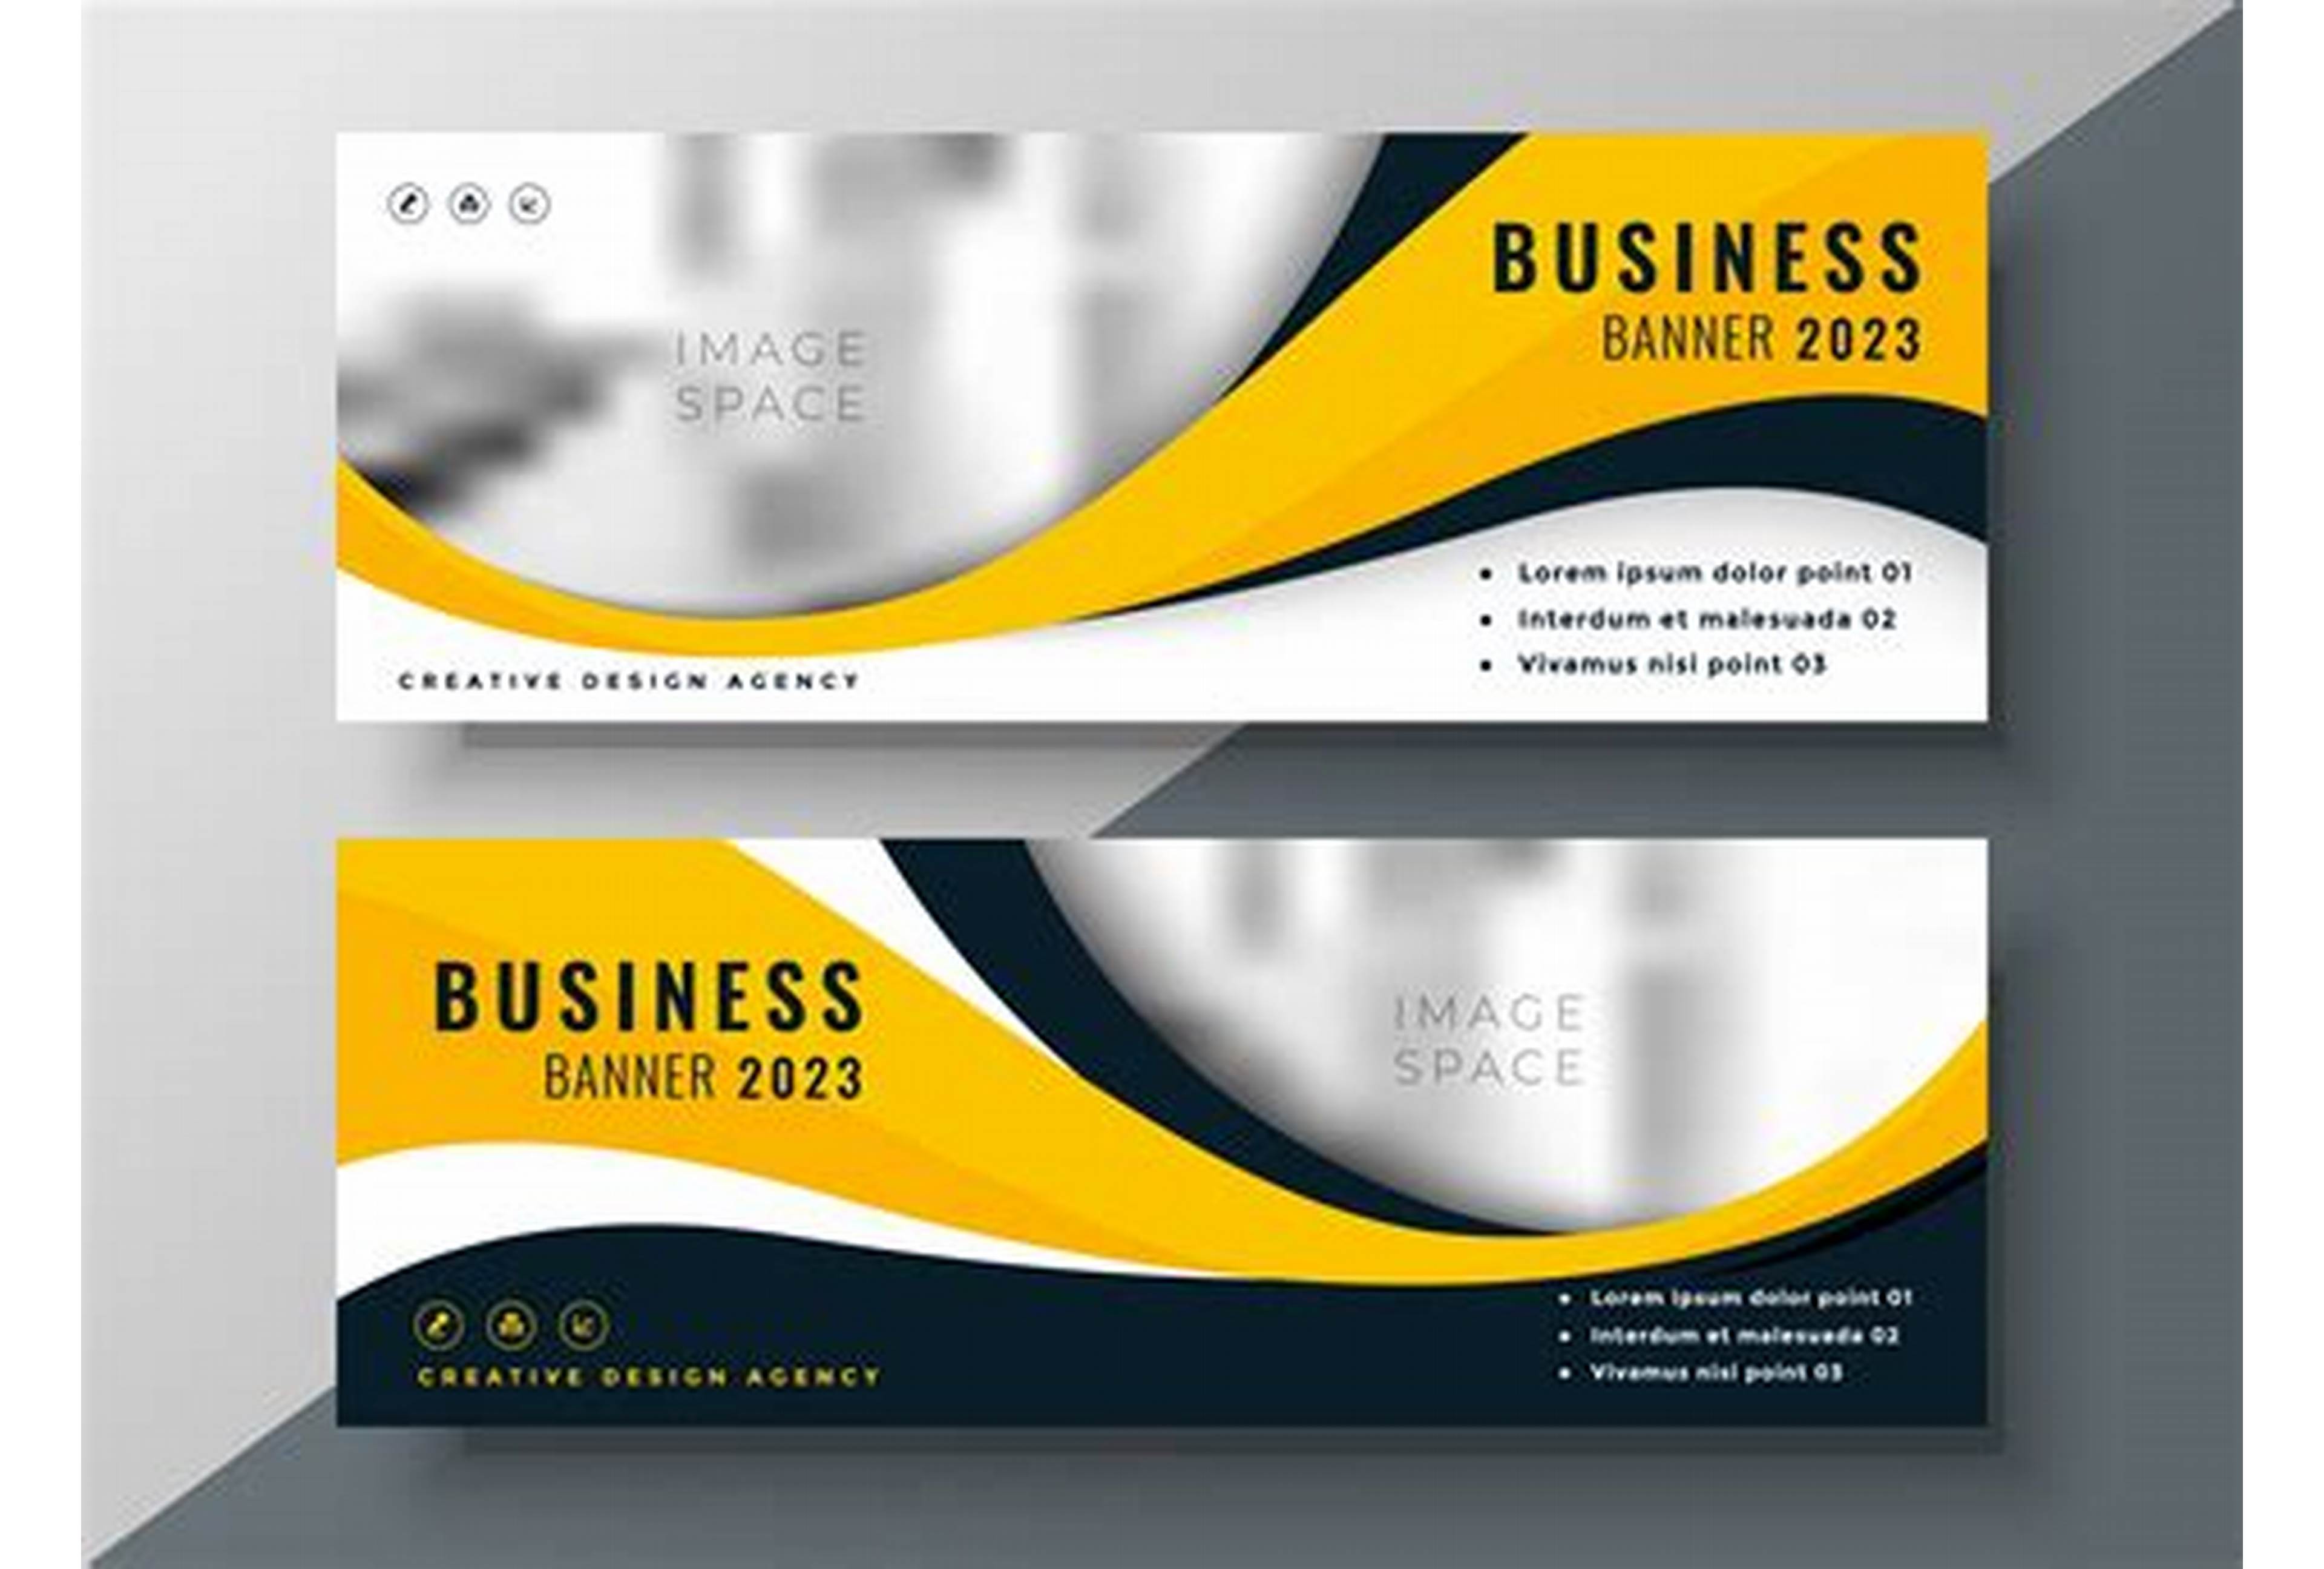 IMAGE
SPACE
BUSINESS
BANNER 2023
• Lorem ipsum dolor point 01
• Interdum et malesuada 02
• Vivamus nisi point 03
CREATIVE DESIGN AGENCY
BUSINESS
BANNER 2023
IMAGE
SPACE
CREATIVE DESIGN AGENCY
• Lorem ipsum dolor point 01
• Interdum et malesuada 02
• Vivamus nisi point 03